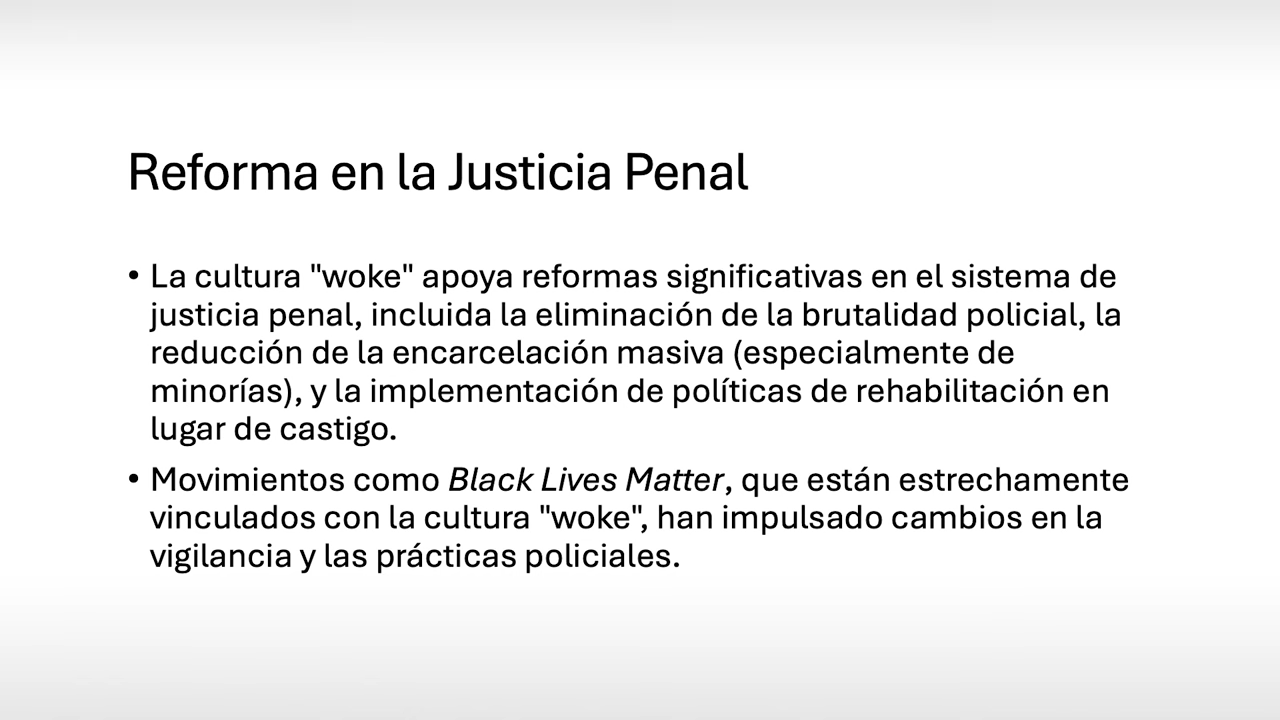 Reforma en la Justicia Penal
• La cultura "woke" apoya reformas significativas en el sistema de
justicia penal, incluida la eliminación de la brutalidad policial, la
reducción de la encarcelación masiva (especialmente de
minorías), y la implementación de políticas de rehabilitación en
lugar de castigo.
• Movimientos como Black Lives Matter, que están estrechamente
vinculados con la cultura "woke", han impulsado cambios en la
vigilancia y las prácticas policiales.